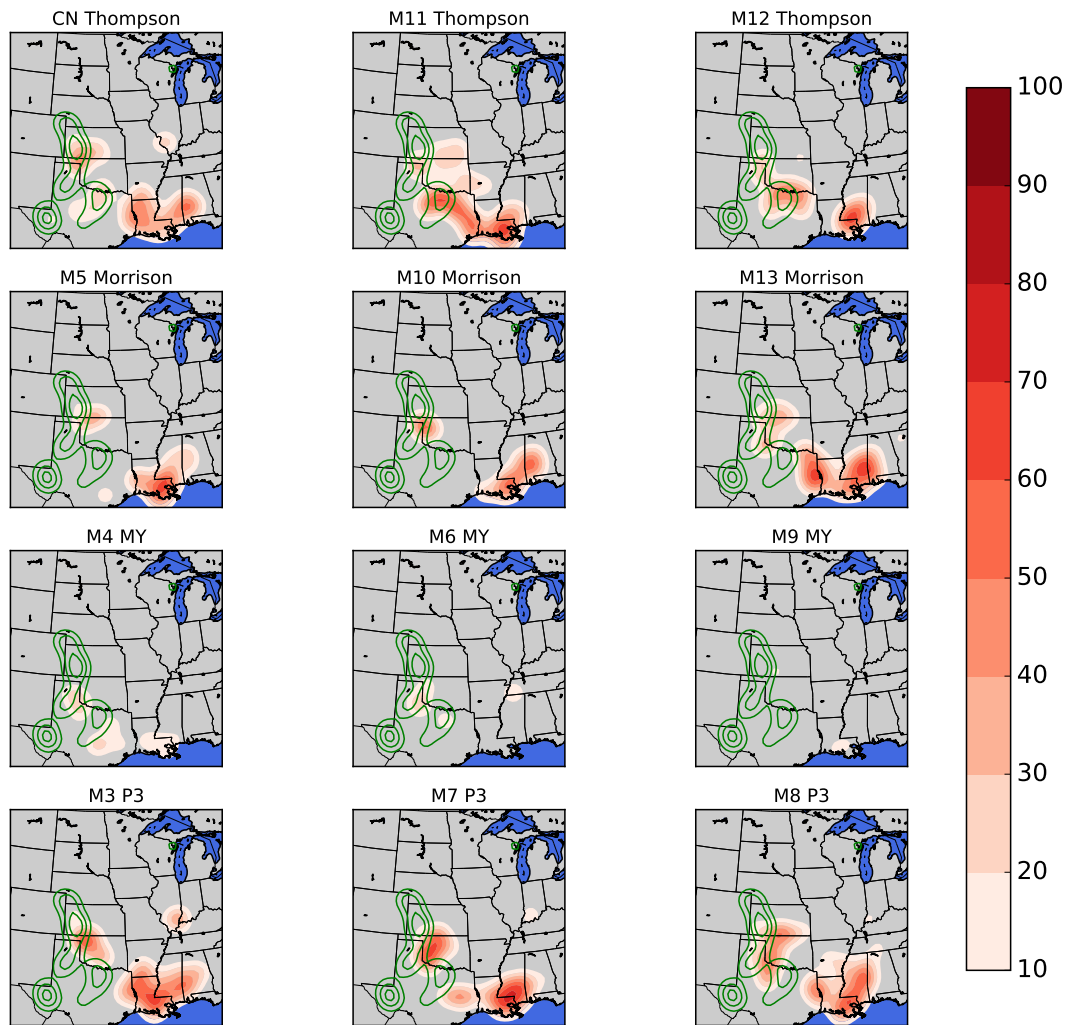 CN Thompson
M11 Thompson
M12 Thompson
M5 Morrison
M10 Morrison
M13 Morrison
M4 MY
M6 MY
M9 MY
M3 P3
M7 P3
M8 P3
100
90
80
70
60
50
40
30
20
10